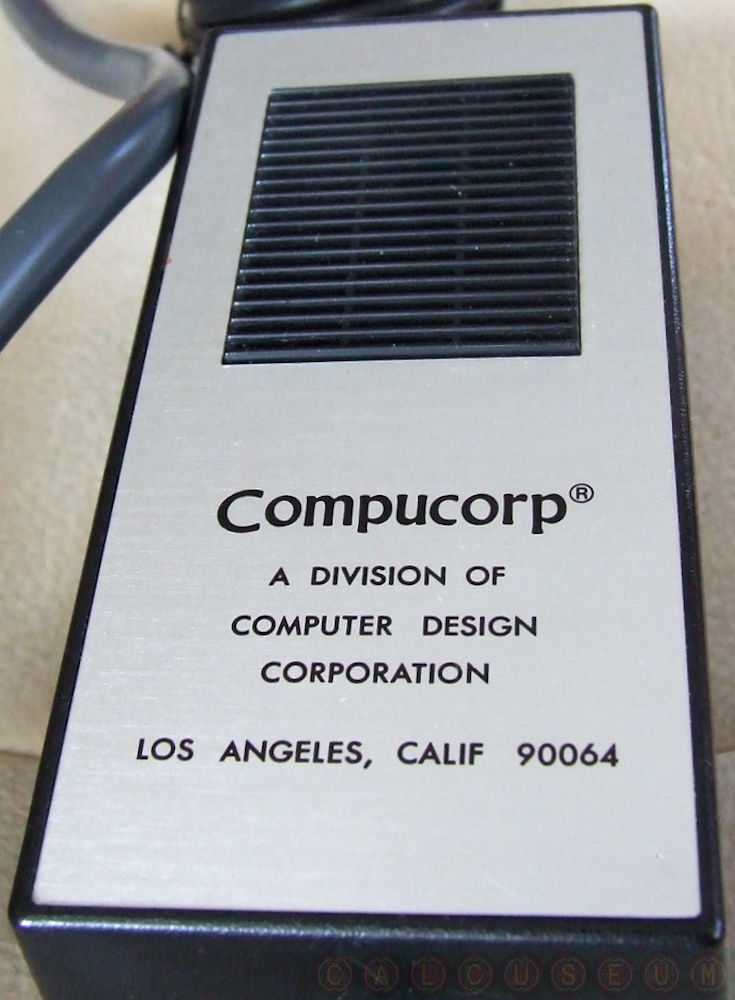 Compucorp®
A DIVISION OF
COMPUTER DESIGN
CORPORATION
LOS ANGELES, CALIF 90064
CALCUSEUM